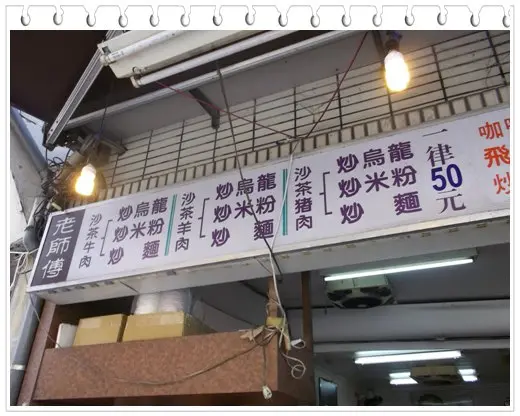 老師傅
沙茶牛肉
炒烏龍
炒米粉
炒麵
沙茶羊肉
炒烏龍
炒米粉
炒麵
沙茶豬肉
炒烏龍
炒米粉
炒麵
一律50元
咖
飛
炒